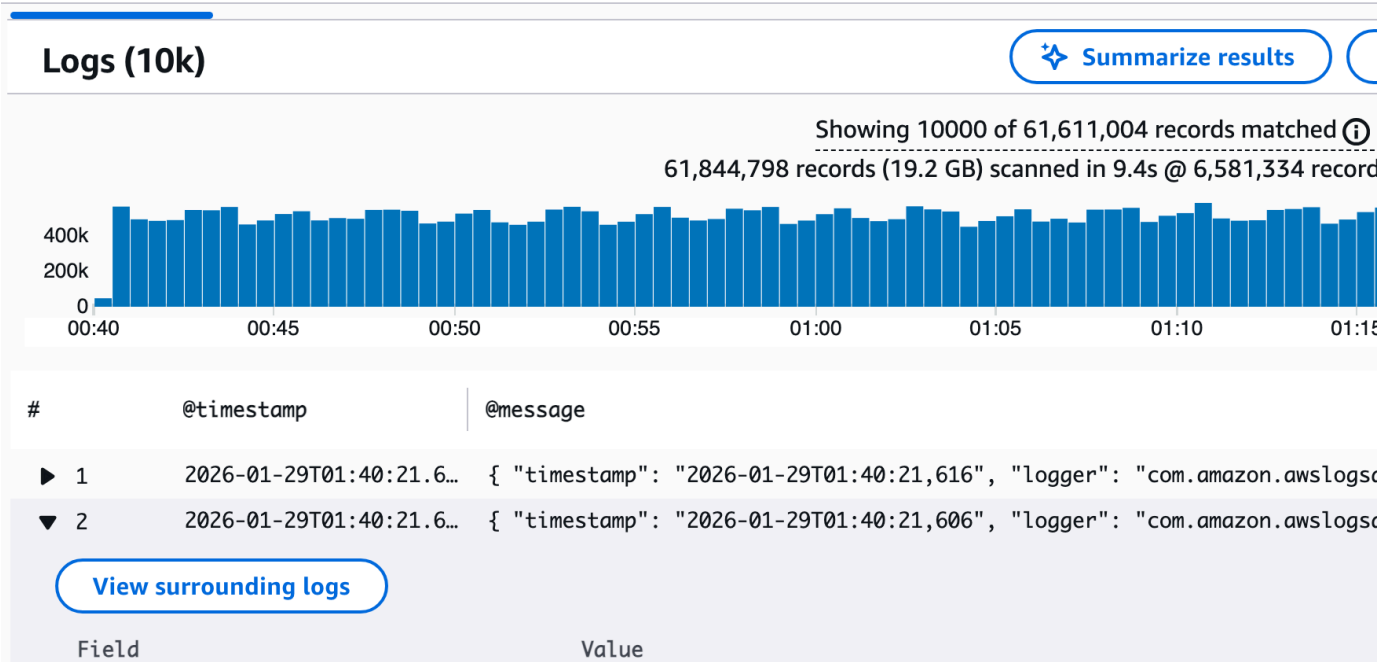 Logs (10k)
Summarize results
Showing 10000 of 61,611,004 records matched
61,844,798 records (19.2 GB) scanned in 9.4s @ 6,581,334 record
400k
200k
0
00:40 00:45 00:50 00:55 01:00 01:05 01:10 01:15
# @timestamp @message
1 2026-01-29T01:40:21.6… { "timestamp": "2026-01-29T01:40:21,616", "logger": "com.amazon.awslogs
2 2026-01-29T01:40:21.6… { "timestamp": "2026-01-29T01:40:21,606", "logger": "com.amazon.awslogs
View surrounding logs
Field Value